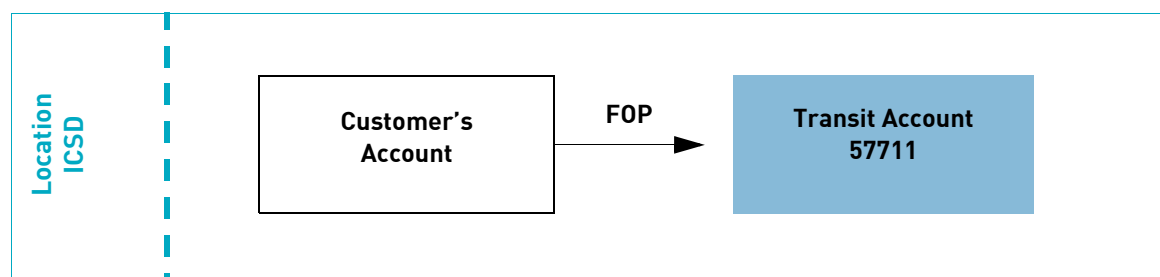 Location
ICSD
Customer's
Account
FOP
Transit Account
57711